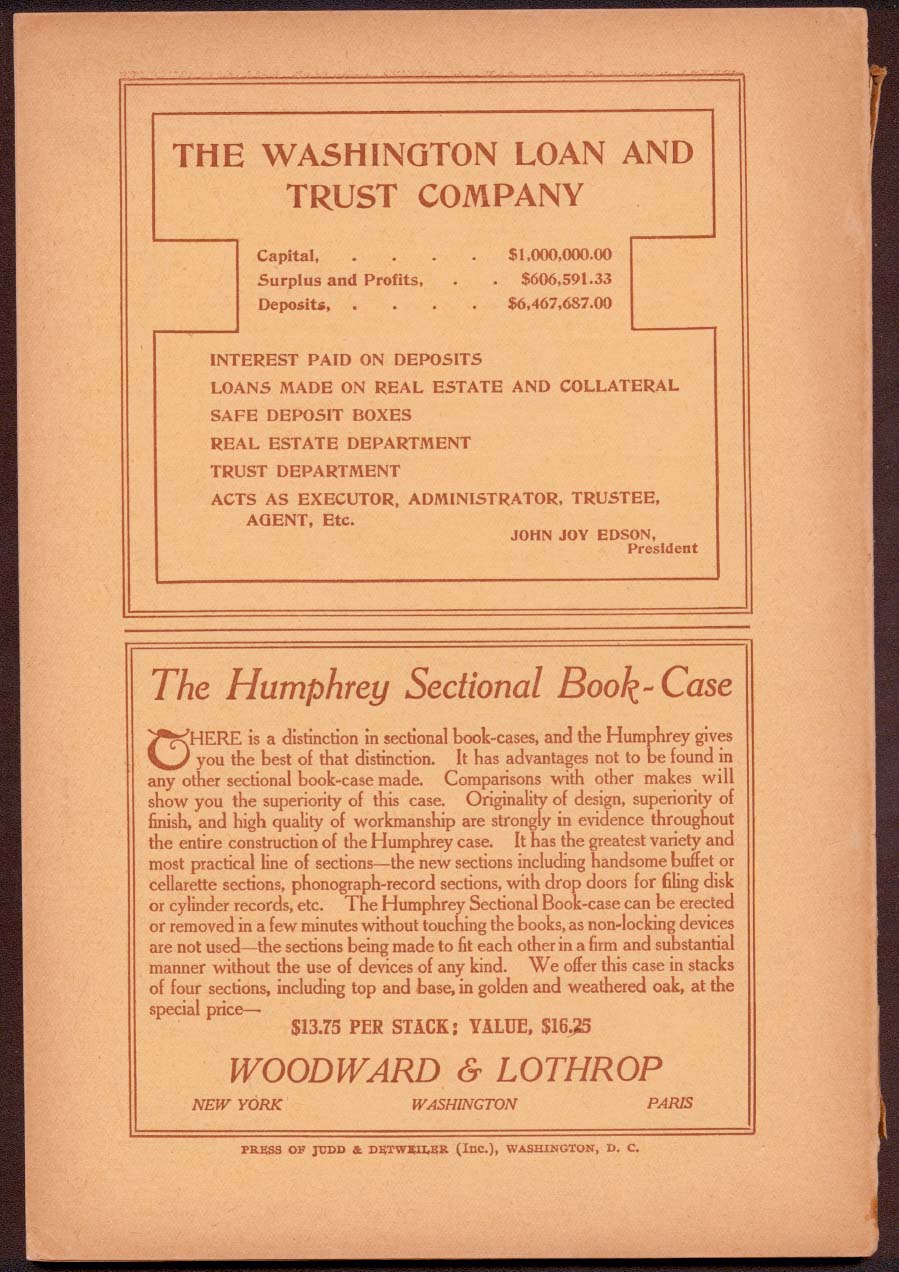 THE WASHINGTON LOAN AND
TRUST COMPANY
Capital, . . . . $1,000,000.00
Surplus and Profits, . . $606,591.33
Deposits, . . . . $6,467,687.00
INTEREST PAID ON DEPOSITS
LOANS MADE ON REAL ESTATE AND COLLATERAL
SAFE DEPOSIT BOXES
REAL ESTATE DEPARTMENT
TRUST DEPARTMENT
ACTS AS EXECUTOR, ADMINISTRATOR, TRUSTEE,
AGENT, Etc.
JOHN JOY EDSON,
President
The Humphrey Sectional Book-Case
THERE is a distinction in sectional book-cases, and the Humphrey gives
you the best of that distinction. It has advantages not to be found in
any other sectional book-case made. Comparisons with other makes will
show you the superiority of this case. Originality of design, superiority of
finish, and high quality of workmanship are strongly in evidence throughout
the entire construction of the Humphrey case. It has the greatest variety and
most practical line of sections—the new sections including handsome buffet or
cellarette sections, phonograph-record sections, with drop doors for filing disk
or cylinder records, etc. The Humphrey Sectional Book-case can be erected
or removed in a few minutes without touching the books, as non-locking devices
are not used—the sections being made to fit each other in a firm and substantial
manner without the use of devices of any kind. We offer this case in stacks
of four sections, including top and base, in golden and weathered oak, at the
special price—
$13.75 PER STACK; VALUE, $16.25
WOODWARD & LOTHROP
NEW YORK WASHINGTON PARIS
PRESS OF JUDD & DETWEILER (Inc.), WASHINGTON, D. C.